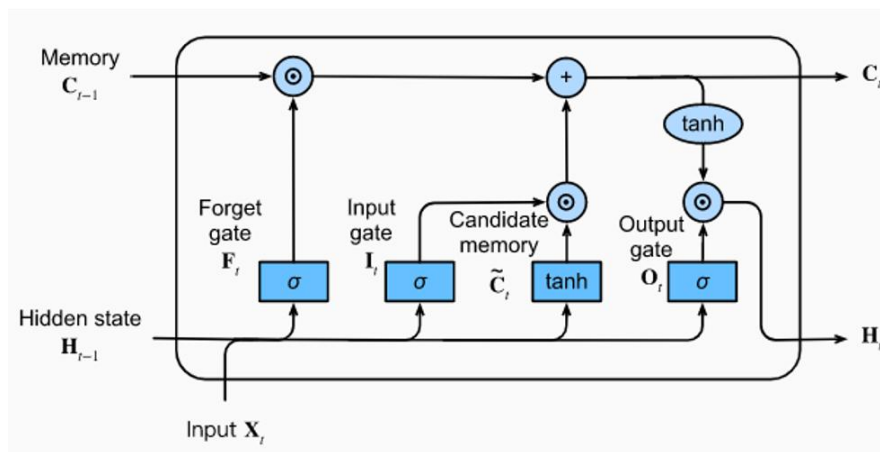 Memory
C_{t−1}
C_t
tanh
Forget
gate
F_t
Input
gate
I_t
Candidate
memory
C̃_t
Output
gate
O_t
σ
σ
tanh
σ
Hidden state
H_{t−1}
H_t
Input X_t